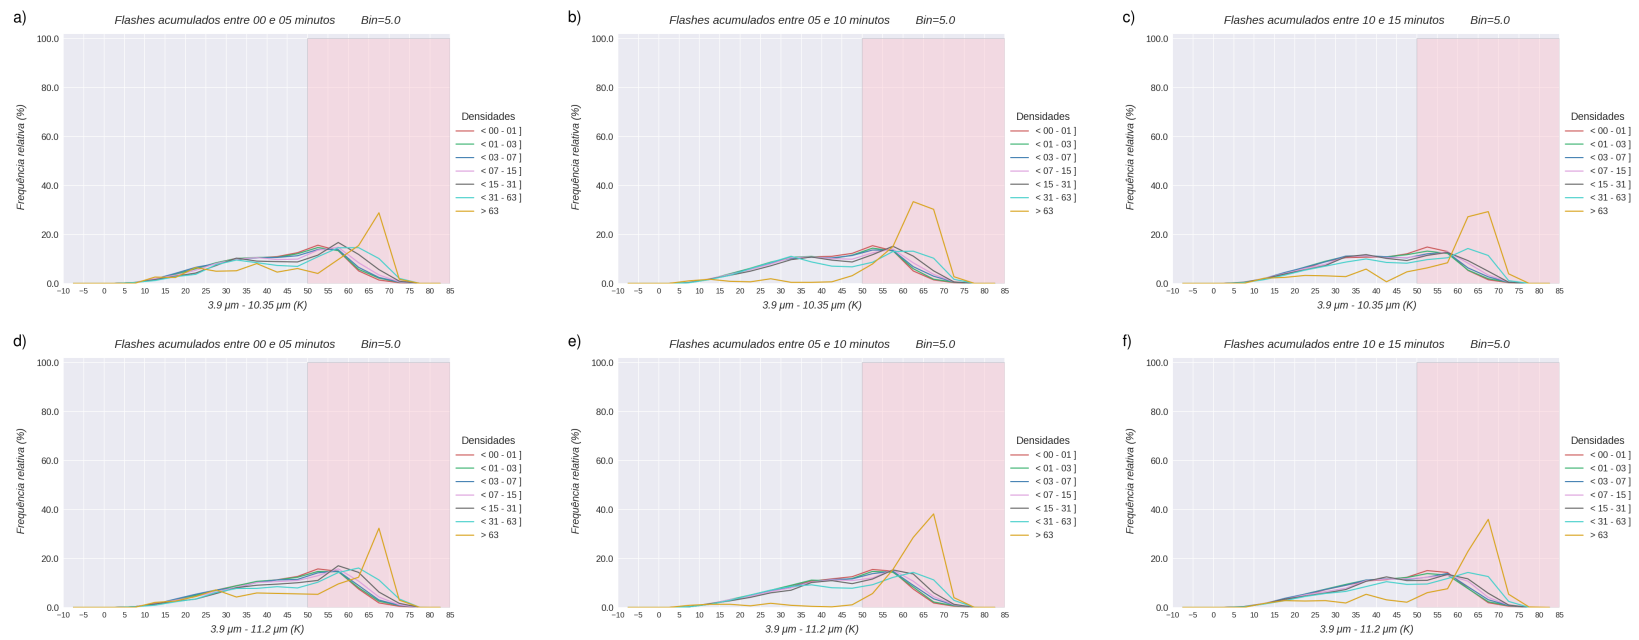 a)
Flashes acumulados entre 00 e 05 minutos Bin=5.0
100.0
80.0
60.0
40.0
20.0
0.0
Frequência relativa (%)
−10 −5 0 5 10 15 20 25 30 35 40 45 50 55 60 65 70 75 80 85
3.9 μm - 10.35 μm (K)
Densidades
< 00 - 01 ]
< 01 - 03 ]
< 03 - 07 ]
< 07 - 15 ]
< 15 - 31 ]
< 31 - 63 ]
> 63
b)
Flashes acumulados entre 05 e 10 minutos Bin=5.0
100.0
80.0
60.0
40.0
20.0
0.0
Frequência relativa (%)
−10 −5 0 5 10 15 20 25 30 35 40 45 50 55 60 65 70 75 80 85
3.9 μm - 10.35 μm (K)
Densidades
< 00 - 01 ]
< 01 - 03 ]
< 03 - 07 ]
< 07 - 15 ]
< 15 - 31 ]
< 31 - 63 ]
> 63
c)
Flashes acumulados entre 10 e 15 minutos Bin=5.0
100.0
80.0
60.0
40.0
20.0
0.0
Frequência relativa (%)
−10 −5 0 5 10 15 20 25 30 35 40 45 50 55 60 65 70 75 80 85
3.9 μm - 10.35 μm (K)
Densidades
< 00 - 01 ]
< 01 - 03 ]
< 03 - 07 ]
< 07 - 15 ]
< 15 - 31 ]
< 31 - 63 ]
> 63
d)
Flashes acumulados entre 00 e 05 minutos Bin=5.0
100.0
80.0
60.0
40.0
20.0
0.0
Frequência relativa (%)
−10 −5 0 5 10 15 20 25 30 35 40 45 50 55 60 65 70 75 80 85
3.9 μm - 11.2 μm (K)
Densidades
< 00 - 01 ]
< 01 - 03 ]
< 03 - 07 ]
< 07 - 15 ]
< 15 - 31 ]
< 31 - 63 ]
> 63
e)
Flashes acumulados entre 05 e 10 minutos Bin=5.0
100.0
80.0
60.0
40.0
20.0
0.0
Frequência relativa (%)
−10 −5 0 5 10 15 20 25 30 35 40 45 50 55 60 65 70 75 80 85
3.9 μm - 11.2 μm (K)
Densidades
< 00 - 01 ]
< 01 - 03 ]
< 03 - 07 ]
< 07 - 15 ]
< 15 - 31 ]
< 31 - 63 ]
> 63
f)
Flashes acumulados entre 10 e 15 minutos Bin=5.0
100.0
80.0
60.0
40.0
20.0
0.0
Frequência relativa (%)
−10 −5 0 5 10 15 20 25 30 35 40 45 50 55 60 65 70 75 80 85
3.9 μm - 11.2 μm (K)
Densidades
< 00 - 01 ]
< 01 - 03 ]
< 03 - 07 ]
< 07 - 15 ]
< 15 - 31 ]
< 31 - 63 ]
> 63